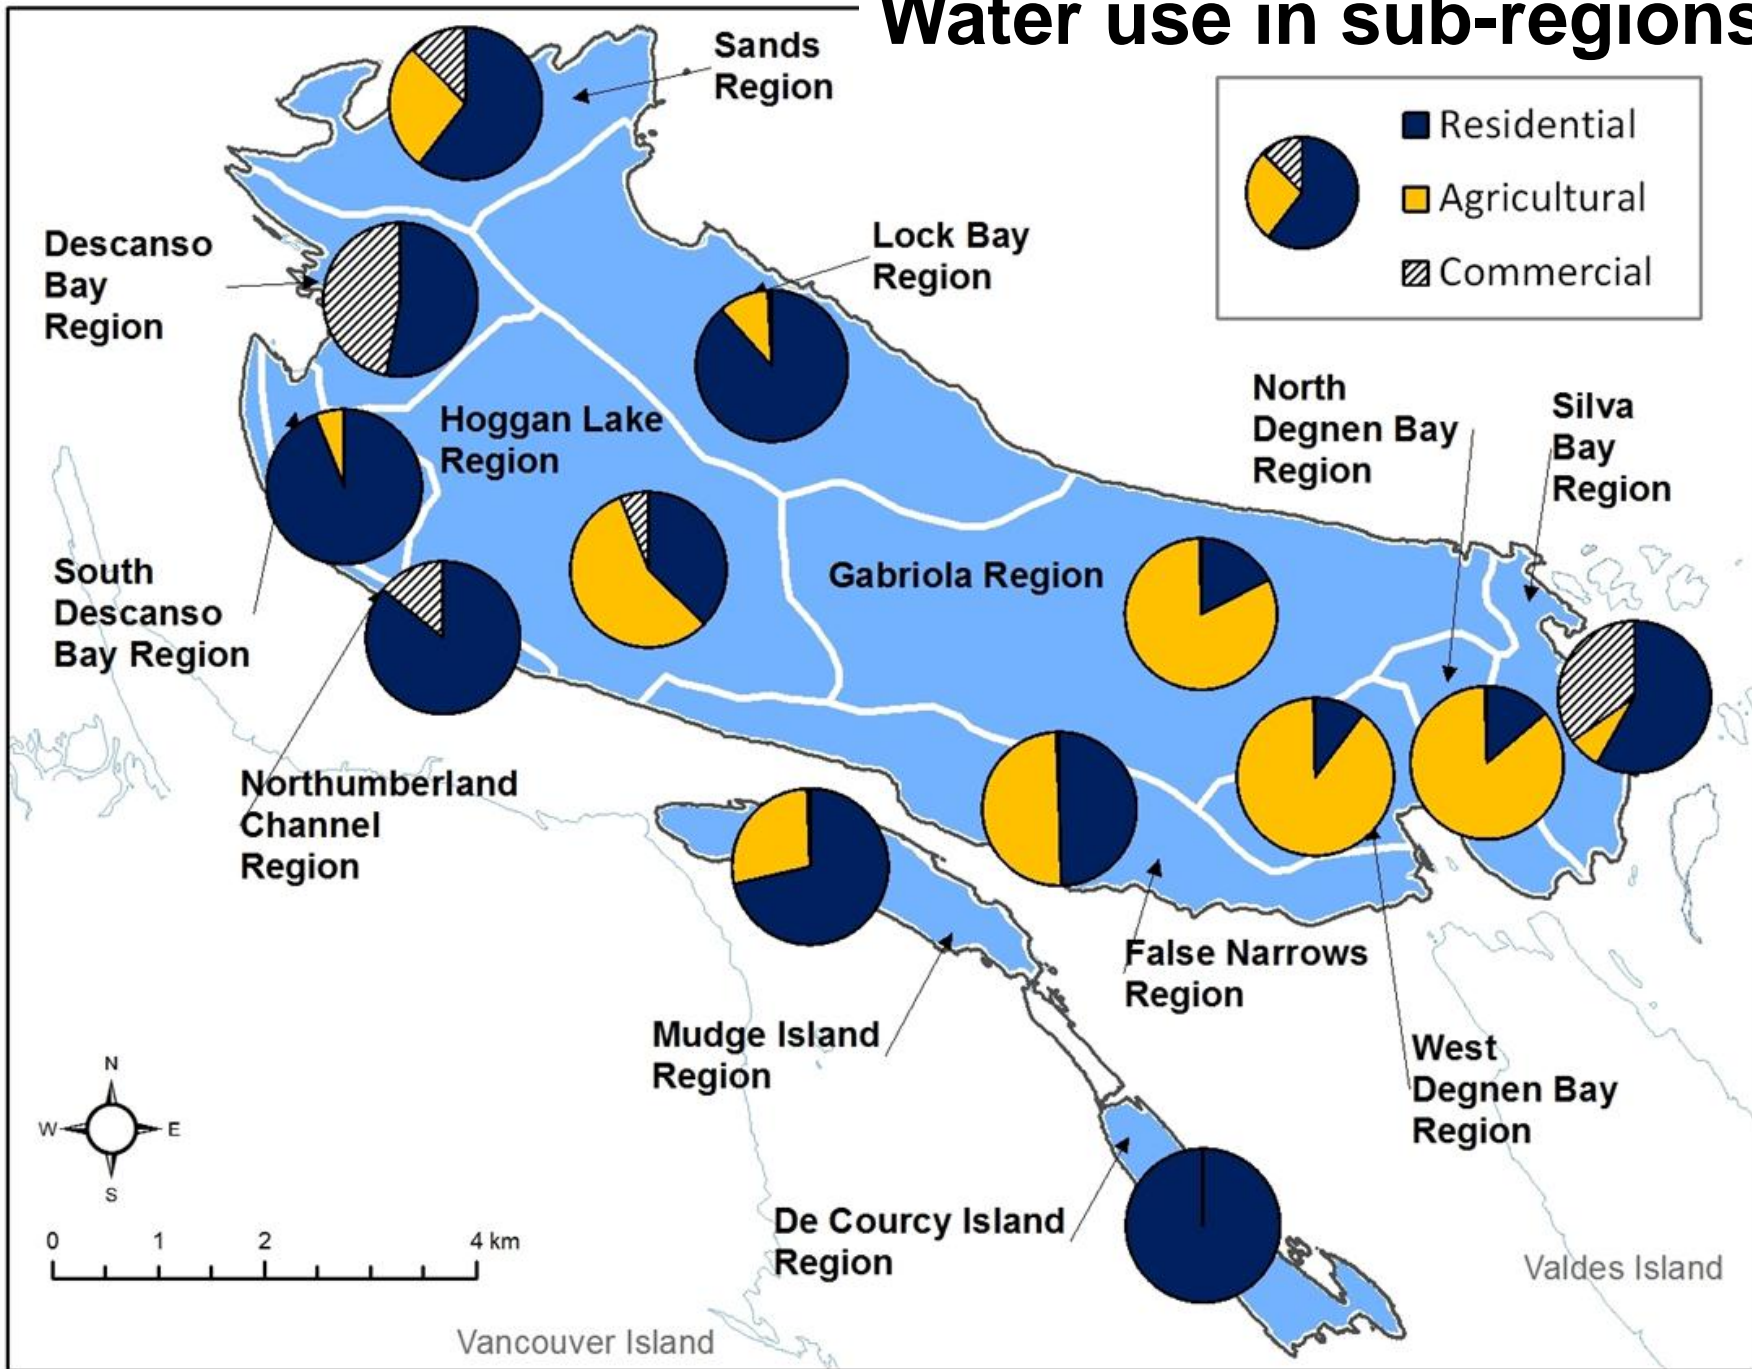 Water use in sub-regions
Sands
Region
Residential
Agricultural
Commercial
Descanso
Bay
Region
Lock Bay
Region
North
Degnen Bay
Region
Silva
Bay
Region
Hoggan Lake
Region
South
Descanso
Bay Region
Gabriola Region
Northumberland
Channel
Region
False Narrows
Region
Mudge Island
Region
West
Degnen Bay
Region
N
W E
S
De Courcy Island
Region
0 1 2 4 km
Valdes Island
Vancouver Island